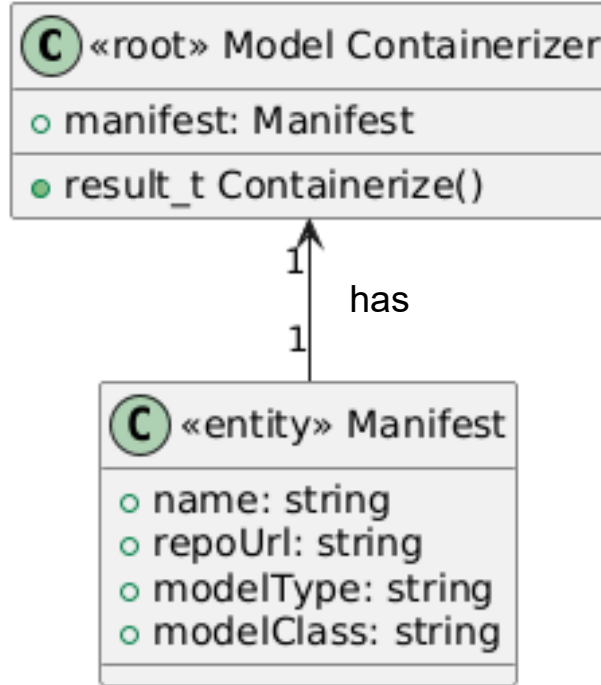 C «root» Model Containerizer
manifest: Manifest
result_t Containerize()
1
has
1
C «entity» Manifest
name: string
repoUrl: string
modelType: string
modelClass: string